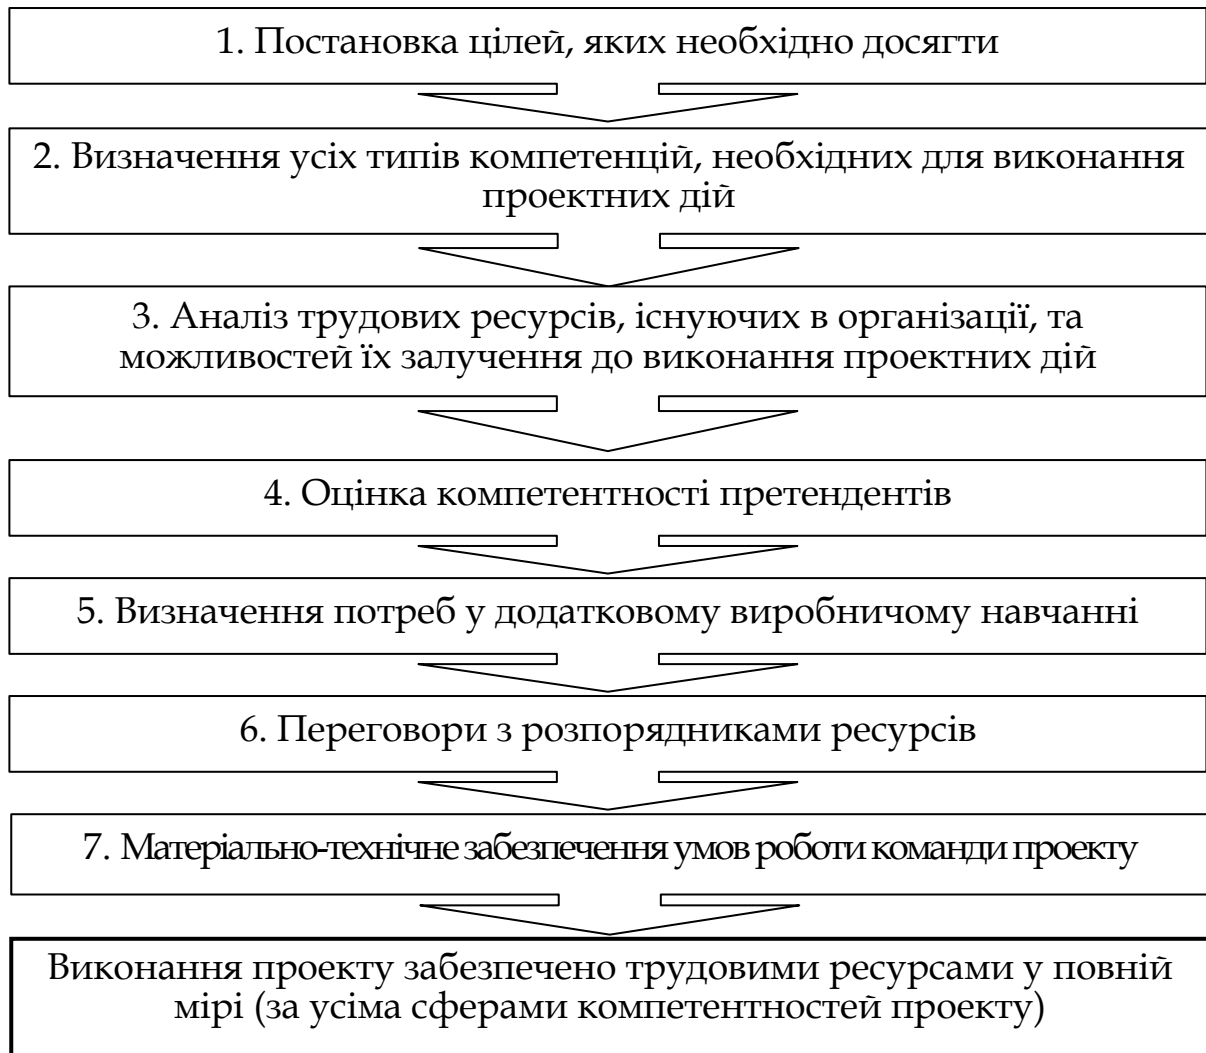 1. Постановка цілей, яких необхідно досягти
2. Визначення усіх типів компетенцій, необхідних для виконання
проектних дій
3. Аналіз трудових ресурсів, існуючих в організації, та
можливостей їх залучення до виконання проектних дій
4. Оцінка компетентності претендентів
5. Визначення потреб у додатковому виробничому навчанні
6. Переговори з розпорядниками ресурсів
7. Матеріально-технічне забезпечення умов роботи команди проекту
Виконання проекту забезпечено трудовими ресурсами у повній
мірі (за усіма сферами компетентностей проекту)